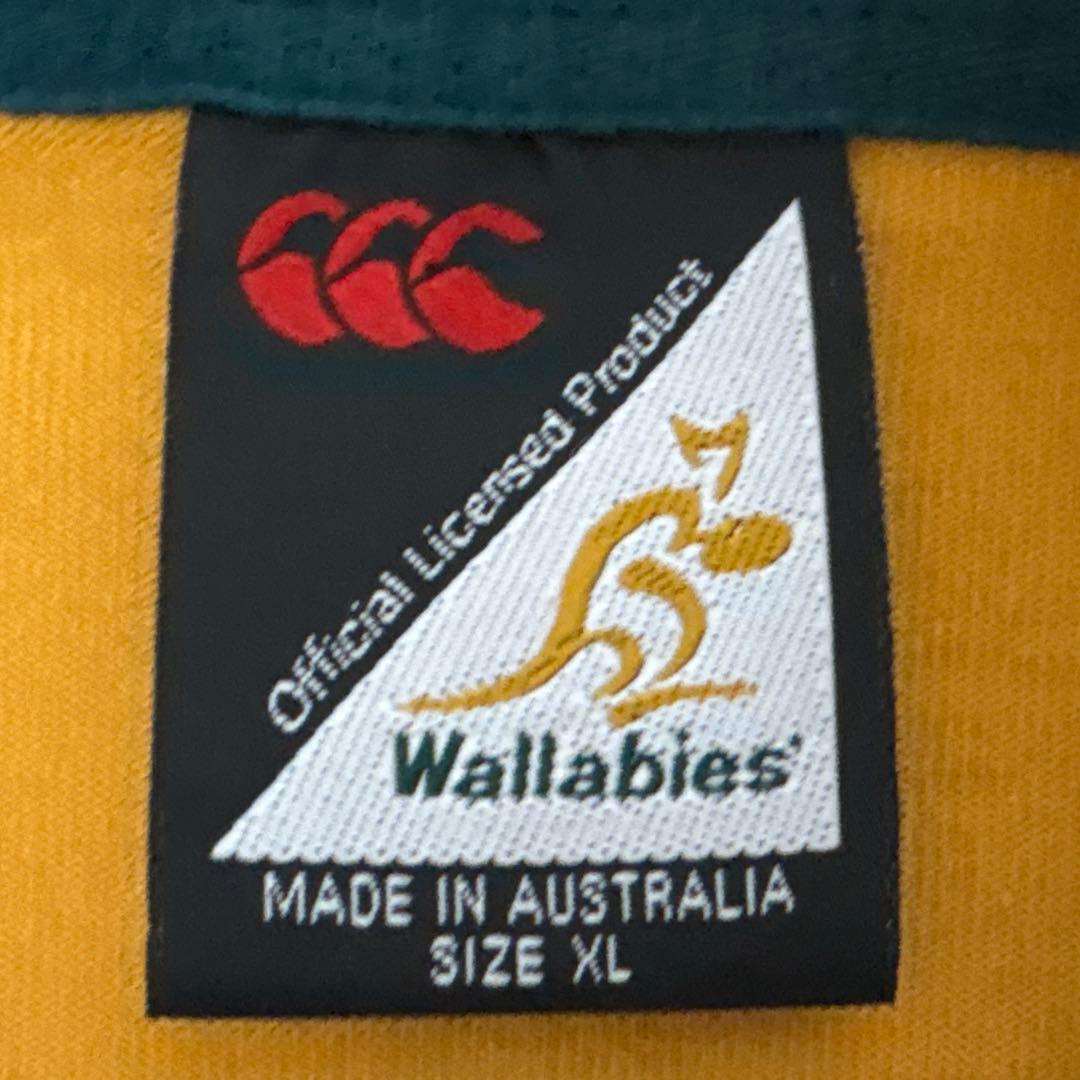 Official Licensed Product
Wallabies
MADE IN AUSTRALIA
SIZE XL